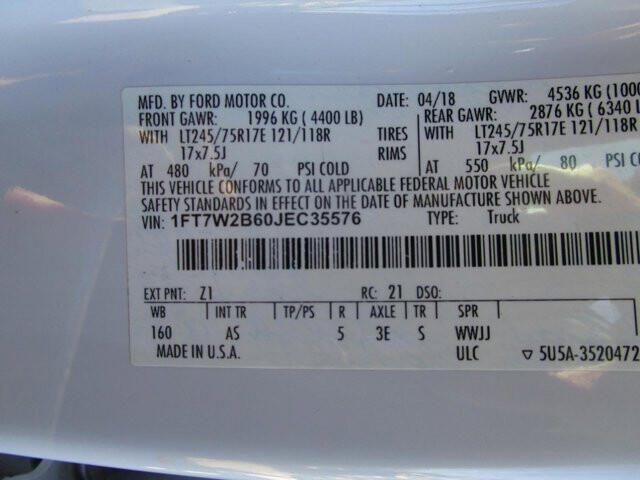 MFD. BY FORD MOTOR CO. DATE: 04/18 GVWR: 4536 KG (1000
FRONT GAWR: 1996 KG ( 4400 LB) REAR GAWR: 2876 KG ( 6340 LB
WITH LT245/75R17E 121/118R TIRES WITH LT245/75R17E 121/118R
17x7.5J RIMS 17x7.5J
AT 480 kPa/ 70 PSI COLD AT 550 kPa/ 80 PSI CO
THIS VEHICLE CONFORMS TO ALL APPLICABLE FEDERAL MOTOR VEHICLE
SAFETY STANDARDS IN EFFECT ON THE DATE OF MANUFACTURE SHOWN ABOVE.
VIN: 1FT7W2B60JEC35576 TYPE: Truck
EXT PNT: Z1 RC: 21 DSO:
WB INT TR TP/PS R AXLE TR SPR
160 AS 5 3E S WWJJ
MADE IN U.S.A. ULC ▽ 5U5A-3520472